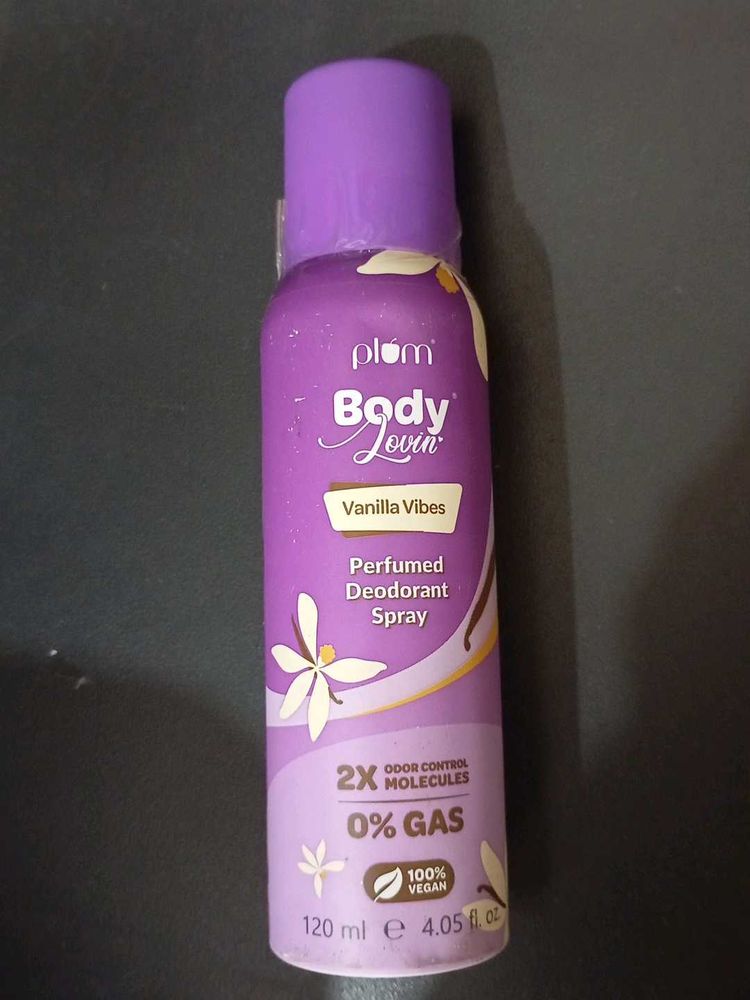 plum®
Body®
Lovin'
Vanilla Vibes
Perfumed
Deodorant
Spray
2X ODOR CONTROL
MOLECULES
0% GAS
100%
VEGAN
120 ml e 4.05 fl. oz.